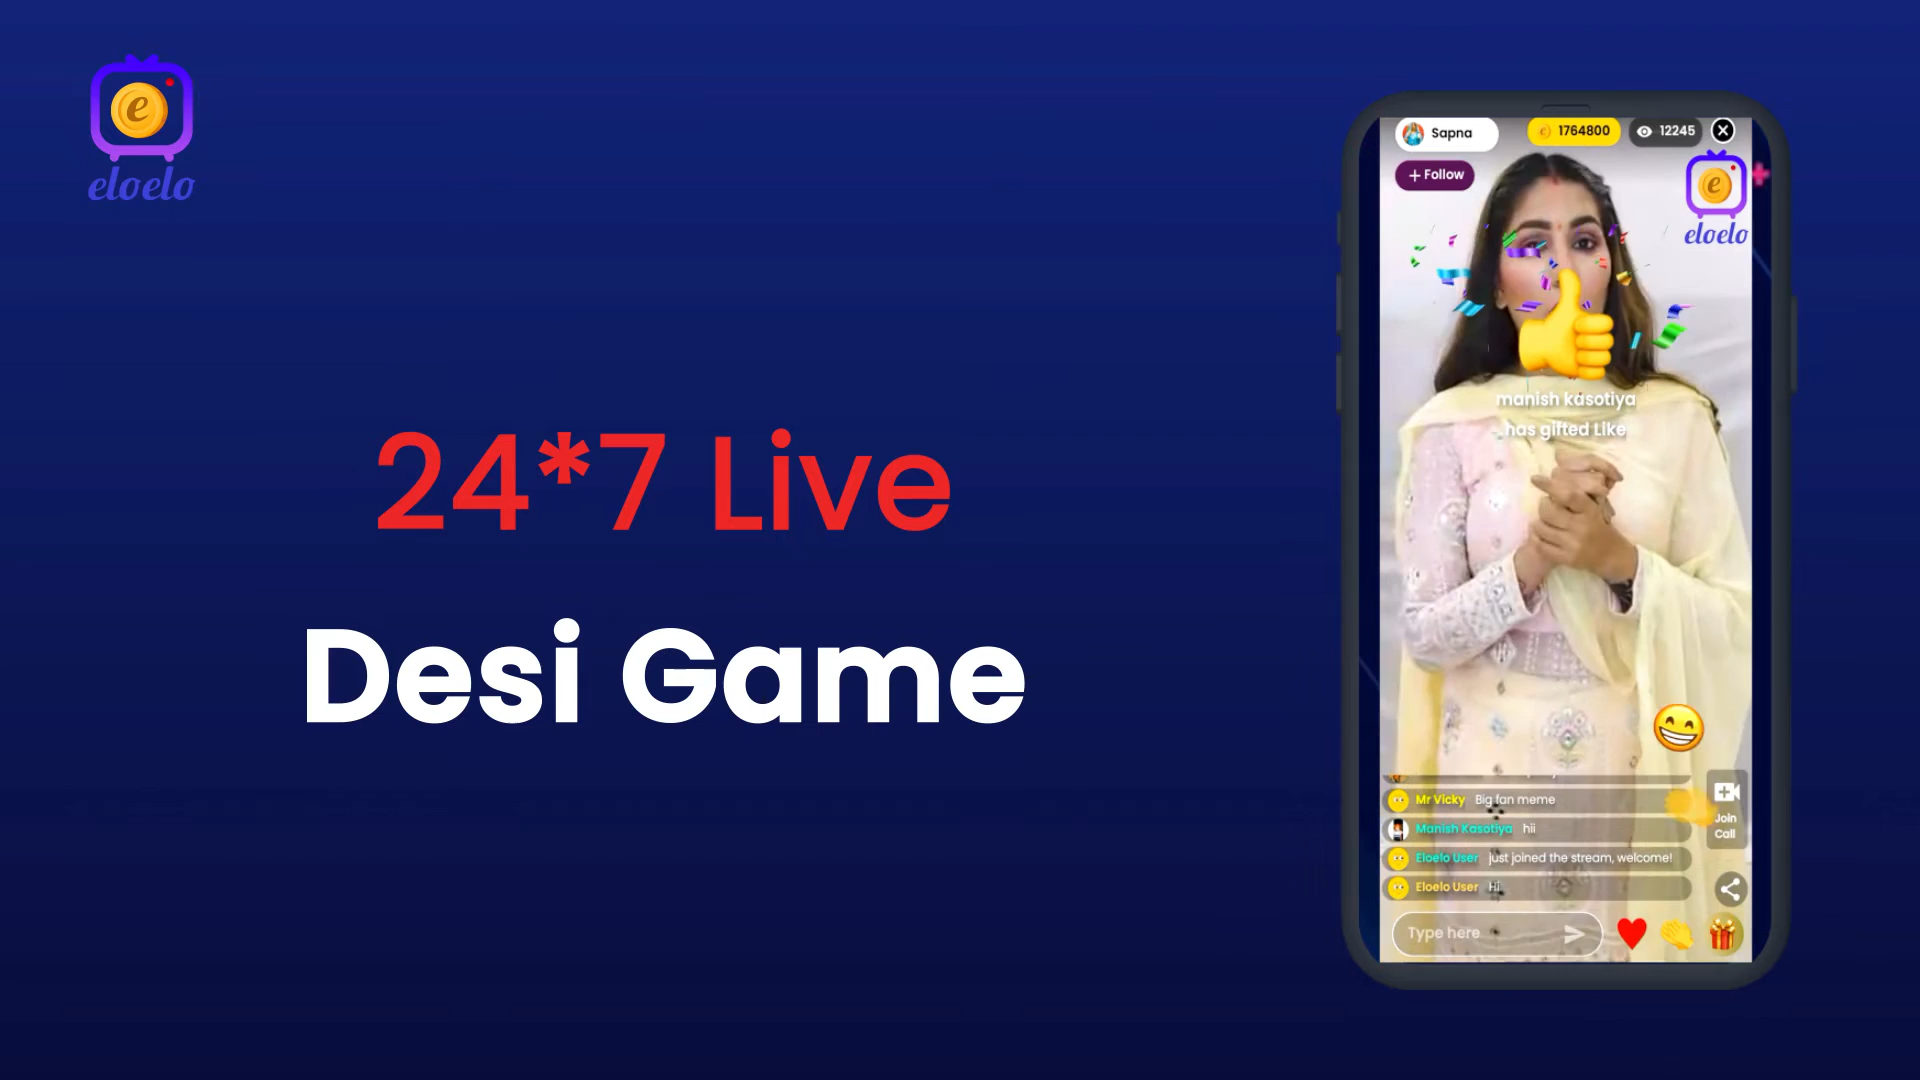 e
eloelo
24*7 Live
Desi Game
Sapna
1764800
12245
+ Follow
e
eloelo
manish kasotiya
has gifted Like
Mr Vicky Big fan meme
Manish Kasotiya hii
Eloelo User just joined the stream, welcome!
Eloelo User Hi
Join
Call
Type here